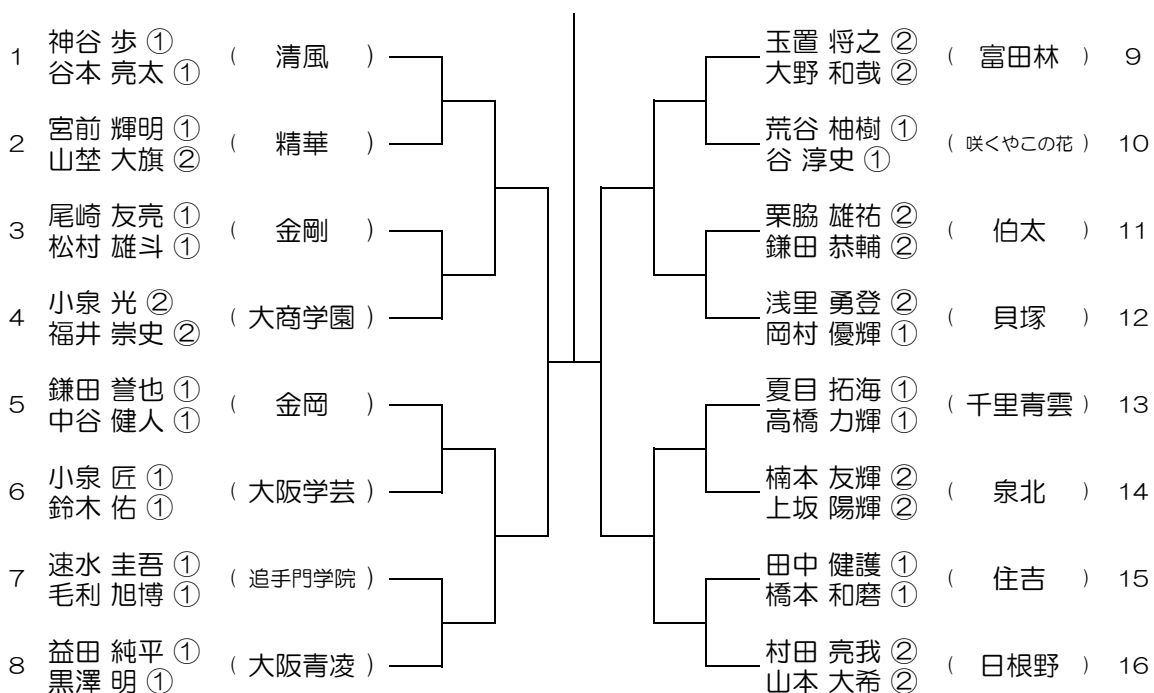 1 神谷 歩 ① 谷本 亮太 ① ( 清風 )
2 宮前 輝明 ① 山埜 大旗 ② ( 精華 )
3 尾崎 友亮 ① 松村 雄斗 ① ( 金剛 )
4 小泉 光 ② 福井 崇史 ② ( 大商学園 )
5 鎌田 誉也 ① 中谷 健人 ① ( 金岡 )
6 小泉 匠 ① 鈴木 佑 ① ( 大阪学芸 )
7 速水 圭吾 ① 毛利 旭博 ① ( 追手門学院 )
8 益田 純平 ① 黒澤 明 ① ( 大阪青凌 )
玉置 将之 ② 大野 和哉 ② ( 富田林 ) 9
荒谷 柚樹 ① 谷 淳史 ① ( 咲くやこの花 ) 10
栗脇 雄祐 ② 鎌田 恭輔 ② ( 伯太 ) 11
浅里 勇登 ② 岡村 優輝 ① ( 貝塚 ) 12
夏目 拓海 ① 高橋 力輝 ① ( 千里青雲 ) 13
楠本 友輝 ② 上坂 陽輝 ② ( 泉北 ) 14
田中 健護 ① 橋本 和磨 ① ( 住吉 ) 15
村田 亮我 ② 山本 大希 ② ( 日根野 ) 16